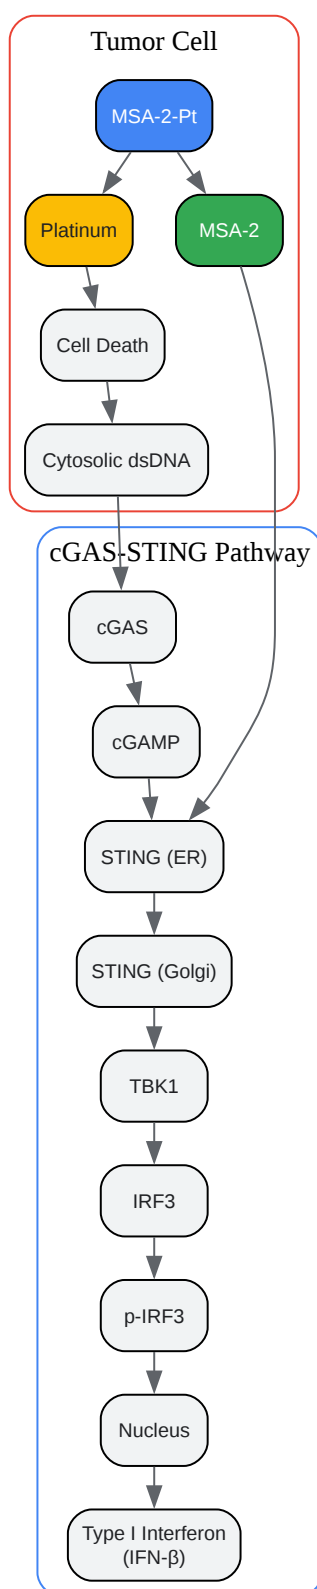 Tumor Cell
MSA-2-Pt
Platinum
MSA-2
Cell Death
Cytosolic dsDNA
cGAS-STING Pathway
cGAS
cGAMP
STING (ER)
STING (Golgi)
TBK1
IRF3
p-IRF3
Nucleus
Type I Interferon
(IFN-β)